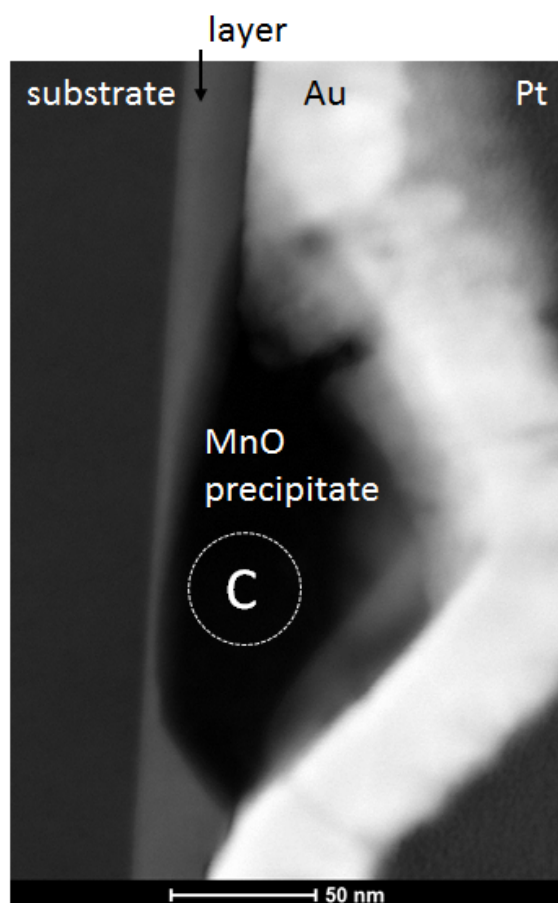 layer
substrate
Au
Pt
MnO
precipitate
C
50 nm